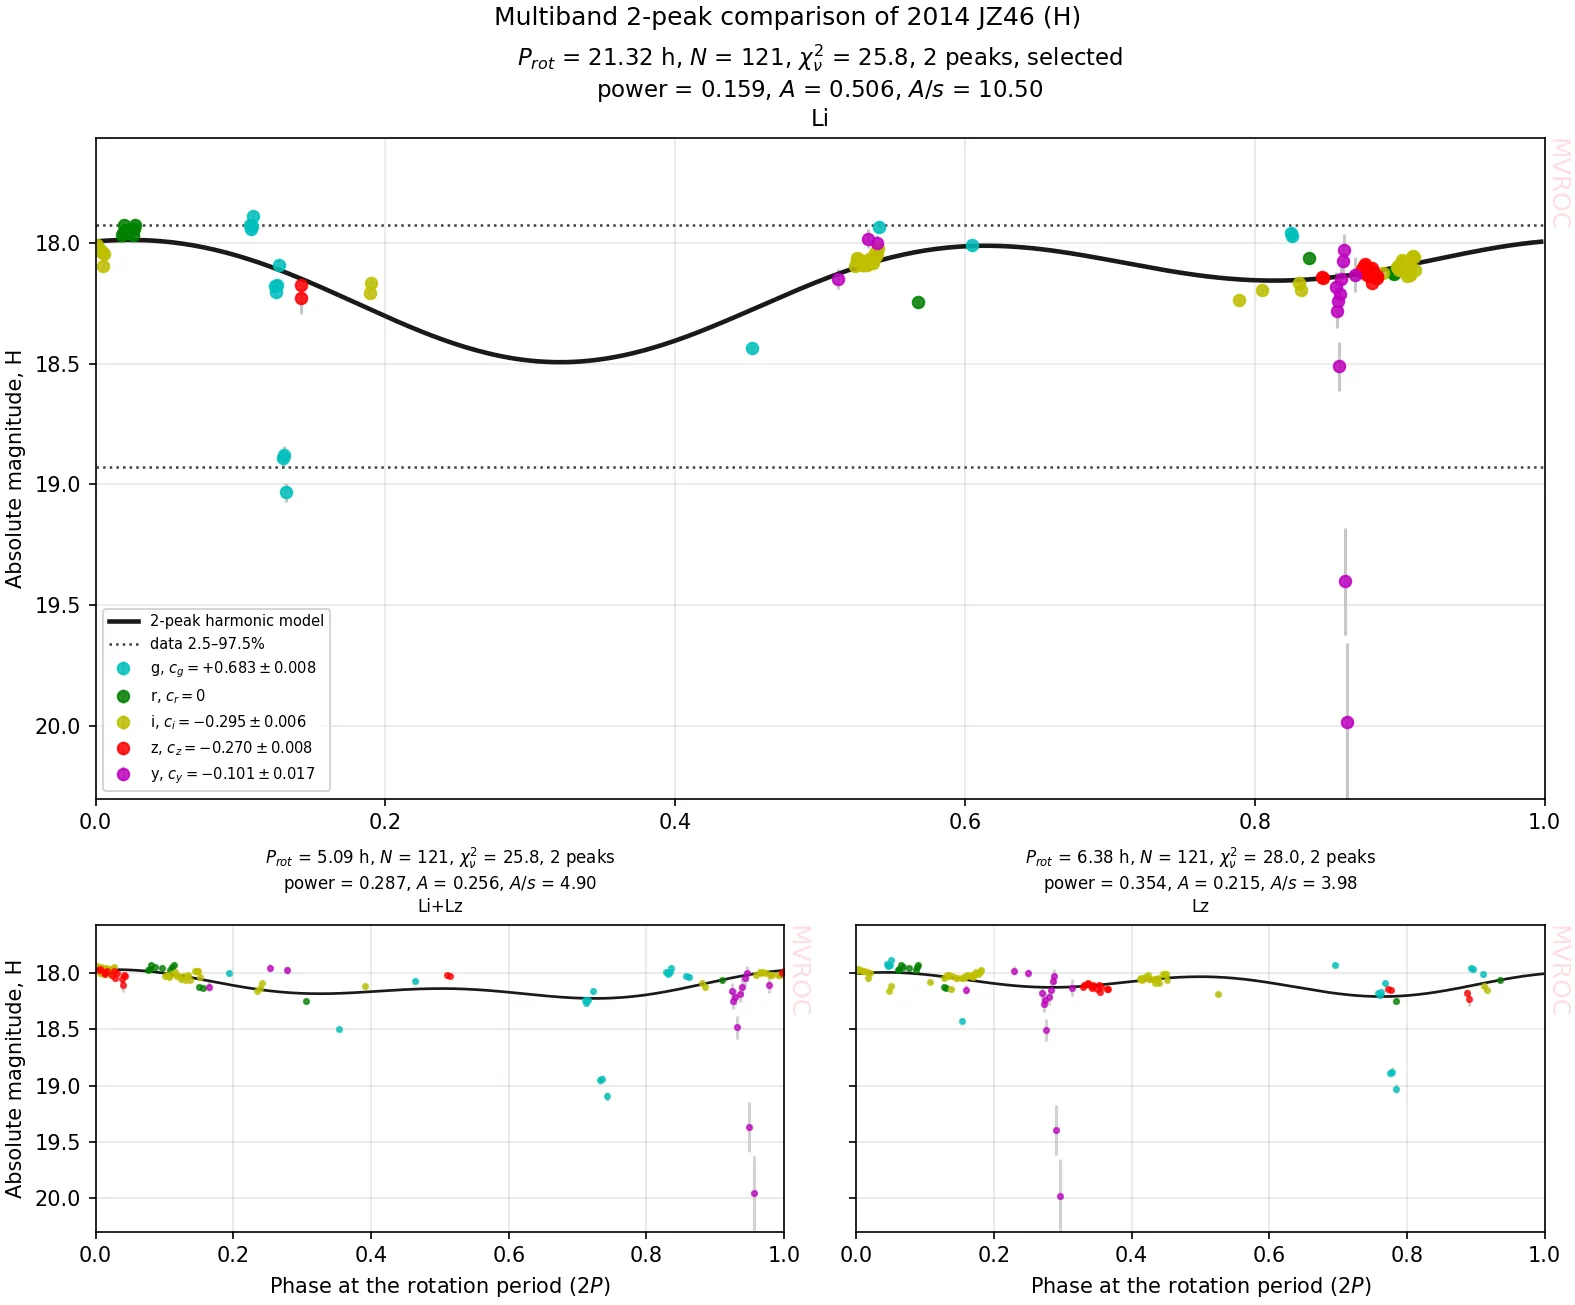 Multiband 2-peak comparison of 2014 JZ46 (H)
P_rot = 21.32 h, N = 121, χ²_ν = 25.8, 2 peaks, selected
power = 0.159, A = 0.506, A/s = 10.50
Li
MVROC
Absolute magnitude, H
18.0
18.5
19.0
19.5
20.0
2-peak harmonic model
data 2.5–97.5%
g, c_g = +0.683 ± 0.008
r, c_r = 0
i, c_i = −0.295 ± 0.006
z, c_z = −0.270 ± 0.008
y, c_y = −0.101 ± 0.017
0.0 0.2 0.4 0.6 0.8 1.0
P_rot = 5.09 h, N = 121, χ²_ν = 25.8, 2 peaks
power = 0.287, A = 0.256, A/s = 4.90
Li+Lz
MVROC
Absolute magnitude, H
18.0
18.5
19.0
19.5
20.0
0.0 0.2 0.4 0.6 0.8 1.0
Phase at the rotation period (2P)
P_rot = 6.38 h, N = 121, χ²_ν = 28.0, 2 peaks
power = 0.354, A = 0.215, A/s = 3.98
Lz
MVROC
0.0 0.2 0.4 0.6 0.8 1.0
Phase at the rotation period (2P)